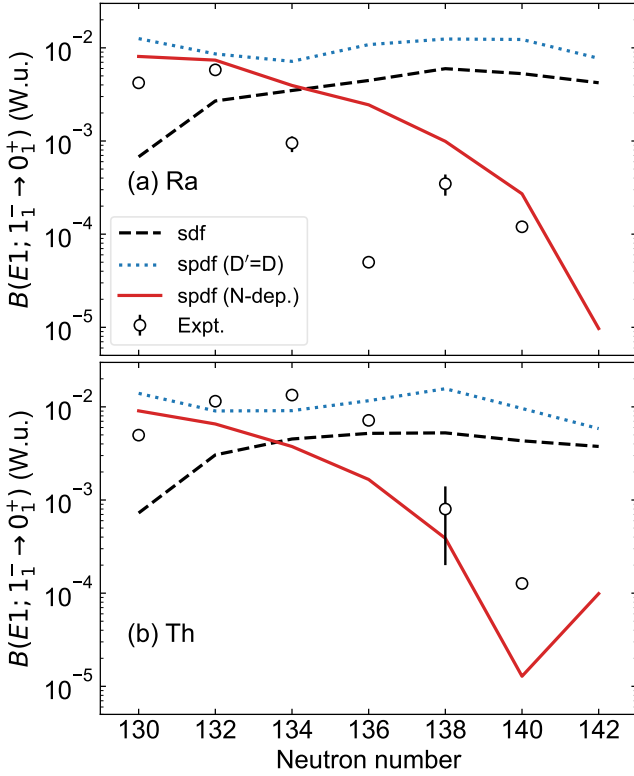 10⁻²
10⁻³
10⁻⁴
10⁻⁵
B(E1; 1₁⁻ → 0₁⁺) (W.u.)
(a) Ra
sdf
spdf (D′=D)
spdf (N-dep.)
Expt.
10⁻²
10⁻³
10⁻⁴
10⁻⁵
B(E1; 1₁⁻ → 0₁⁺) (W.u.)
(b) Th
130 132 134 136 138 140 142
Neutron number